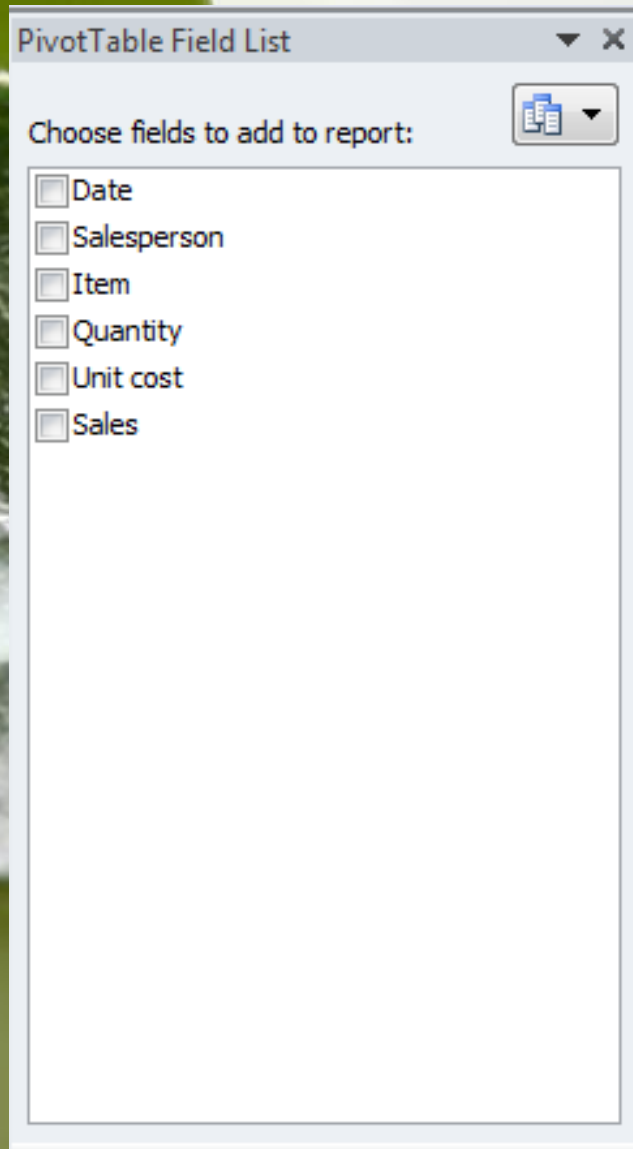 PivotTable Field List
Choose fields to add to report:
Date
Salesperson
Item
Quantity
Unit cost
Sales